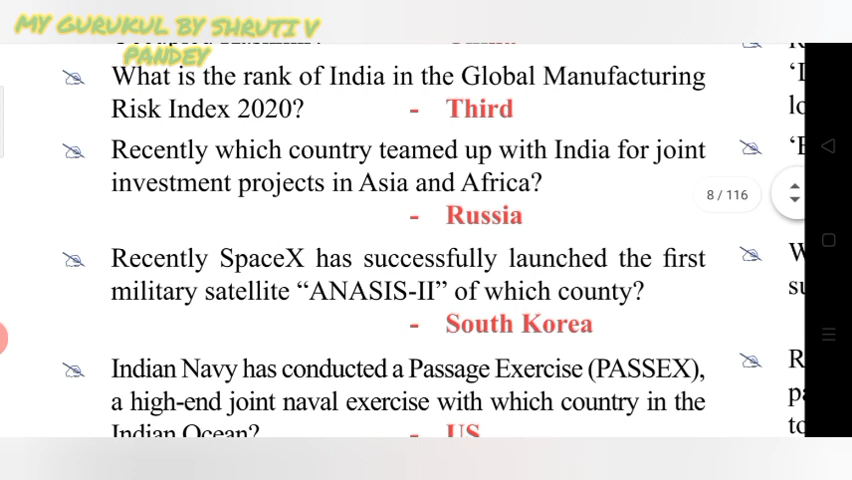 MY GURUKUL BY SHRUTI V
PANDEY
What is the rank of India in the Global Manufacturing
Risk Index 2020? - Third
Recently which country teamed up with India for joint
investment projects in Asia and Africa?
- Russia
Recently SpaceX has successfully launched the first
military satellite “ANASIS-II” of which county?
- South Korea
Indian Navy has conducted a Passage Exercise (PASSEX),
a high-end joint naval exercise with which country in the
Indian Ocean? - US
8 / 116